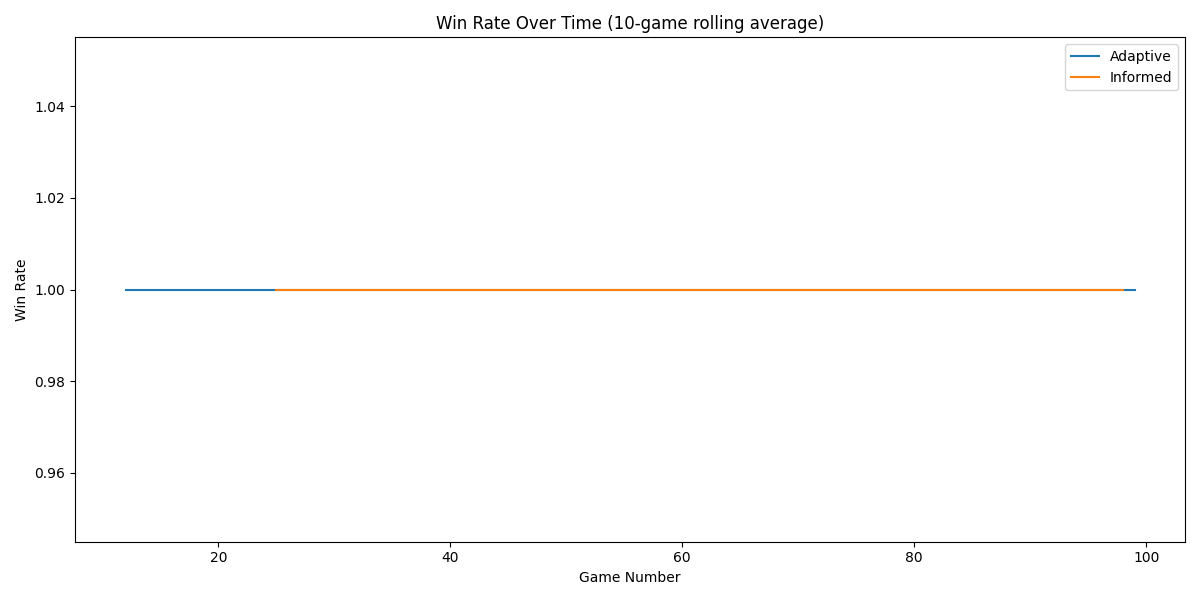 Win Rate Over Time (10-game rolling average)
Adaptive
Informed
1.04
1.02
1.00
0.98
0.96
Win Rate
20
40
60
80
100
Game Number